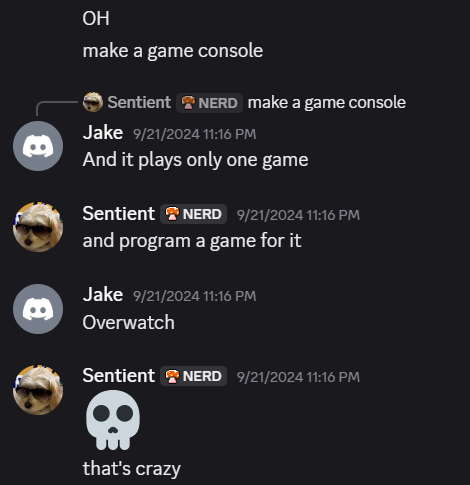 OH
make a game console
Sentient NERD make a game console
Jake 9/21/2024 11:16 PM
And it plays only one game
Sentient NERD 9/21/2024 11:16 PM
and program a game for it
Jake 9/21/2024 11:16 PM
Overwatch
Sentient NERD 9/21/2024 11:16 PM
💀
that's crazy